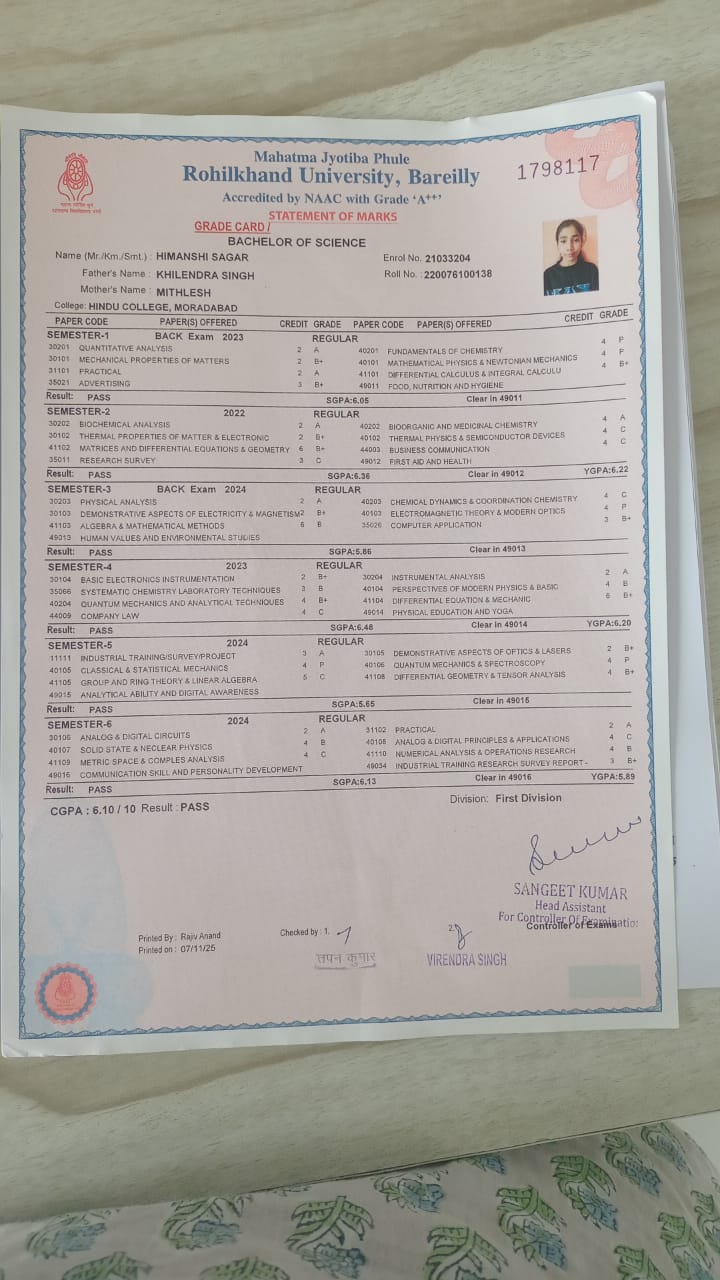 Mahatma Jyotiba Phule
Rohilkhand University, Bareilly
1798117
Accredited by NAAC with Grade ‘A++’
STATEMENT OF MARKS
GRADE CARD /
BACHELOR OF SCIENCE
Name (Mr./Km./Smt.) : HIMANSHI SAGAR Enrol No. 21033204
Father's Name : KHILENDRA SINGH Roll No. : 220076100138
Mother's Name : MITHLESH
College: HINDU COLLEGE, MORADABAD
PAPER CODE PAPER(S) OFFERED CREDIT GRADE PAPER CODE PAPER(S) OFFERED CREDIT GRADE
SEMESTER-1 BACK Exam 2023 REGULAR
30201 QUANTITATIVE ANALYSIS 2 A 40201 FUNDAMENTALS OF CHEMISTRY 4 P
30101 MECHANICAL PROPERTIES OF MATTERS 2 B+ 40101 MATHEMATICAL PHYSICS & NEWTONIAN MECHANICS 4 P
31101 PRACTICAL 2 A 41101 DIFFERENTIAL CALCULUS & INTEGRAL CALCULU 4 B+
35021 ADVERTISING 3 B+ 49011 FOOD, NUTRITION AND HYGIENE
Result: PASS SGPA:6.05 Clear in 49011
SEMESTER-2 2022 REGULAR
30202 BIOCHEMICAL ANALYSIS 2 A 40202 BIOORGANIC AND MEDICINAL CHEMISTRY 4 A
30102 THERMAL PROPERTIES OF MATTER & ELECTRONIC 2 B+ 40102 THERMAL PHYSICS & SEMICONDUCTOR DEVICES 4 C
41102 MATRICES AND DIFFERENTIAL EQUATIONS & GEOMETRY 6 B+ 44003 BUSINESS COMMUNICATION 4 C
35011 RESEARCH SURVEY 3 C 49012 FIRST AID AND HEALTH
Result: PASS SGPA:6.36 Clear in 49012 YGPA:6.22
SEMESTER-3 BACK Exam 2024 REGULAR
30203 PHYSICAL ANALYSIS 2 A 40203 CHEMICAL DYNAMICS & COORDINATION CHEMISTRY 4 C
30103 DEMONSTRATIVE ASPECTS OF ELECTRICITY & MAGNETISM 2 B+ 40103 ELECTROMAGNETIC THEORY & MODERN OPTICS 4 P
41103 ALGEBRA & MATHEMATICAL METHODS 6 B 35026 COMPUTER APPLICATION 3 B+
49013 HUMAN VALUES AND ENVIRONMENTAL STUDIES
Result: PASS SGPA:5.86 Clear in 49013
SEMESTER-4 2023 REGULAR
30104 BASIC ELECTRONICS INSTRUMENTATION 2 B+ 30204 INSTRUMENTAL ANALYSIS 2 A
35066 SYSTEMATIC CHEMISTRY LABORATORY TECHNIQUES 3 B 40104 PERSPECTIVES OF MODERN PHYSICS & BASIC 4 B
40204 QUANTUM MECHANICS AND ANALYTICAL TECHNIQUES 4 B+ 41104 DIFFERENTIAL EQUATION & MECHANIC 6 B+
44009 COMPANY LAW 4 C 49014 PHYSICAL EDUCATION AND YOGA
Result: PASS SGPA:6.48 Clear in 49014 YGPA:6.20
SEMESTER-5 2024 REGULAR
11111 INDUSTRIAL TRAINING/SURVEY/PROJECT 3 A 30105 DEMONSTRATIVE ASPECTS OF OPTICS & LASERS 2 B+
40105 CLASSICAL & STATISTICAL MECHANICS 4 P 40106 QUANTUM MECHANICS & SPECTROSCOPY 4 P
41105 GROUP AND RING THEORY & LINEAR ALGEBRA 5 C 41108 DIFFERENTIAL GEOMETRY & TENSOR ANALYSIS 4 B+
49015 ANALYTICAL ABILITY AND DIGITAL AWARENESS
Result: PASS SGPA:5.65 Clear in 49015
SEMESTER-6 2024 REGULAR
30106 ANALOG & DIGITAL CIRCUITS 2 A 31102 PRACTICAL 2 A
40107 SOLID STATE & NECLEAR PHYSICS 4 B 40108 ANALOG & DIGITAL PRINCIPLES & APPLICATIONS 4 C
41109 METRIC SPACE & COMPLES ANALYSIS 4 C 41110 NUMERICAL ANALYSIS & OPERATIONS RESEARCH 4 B
49016 COMMUNICATION SKILL AND PERSONALITY DEVELOPMENT 49034 INDUSTRIAL TRAINING RESEARCH SURVEY REPORT - 3 B+
Result: PASS SGPA:6.13 Clear in 49016 YGPA:5.89
CGPA : 6.10 / 10 Result : PASS Division: First Division
SANGEET KUMAR
Head Assistant
For Controller Of Examinatio
Controller of Exams
Printed By : Rajiv Anand
Printed on : 07/11/25
Checked by : 1.
2.
तपन कुमार
VIRENDRA SINGH